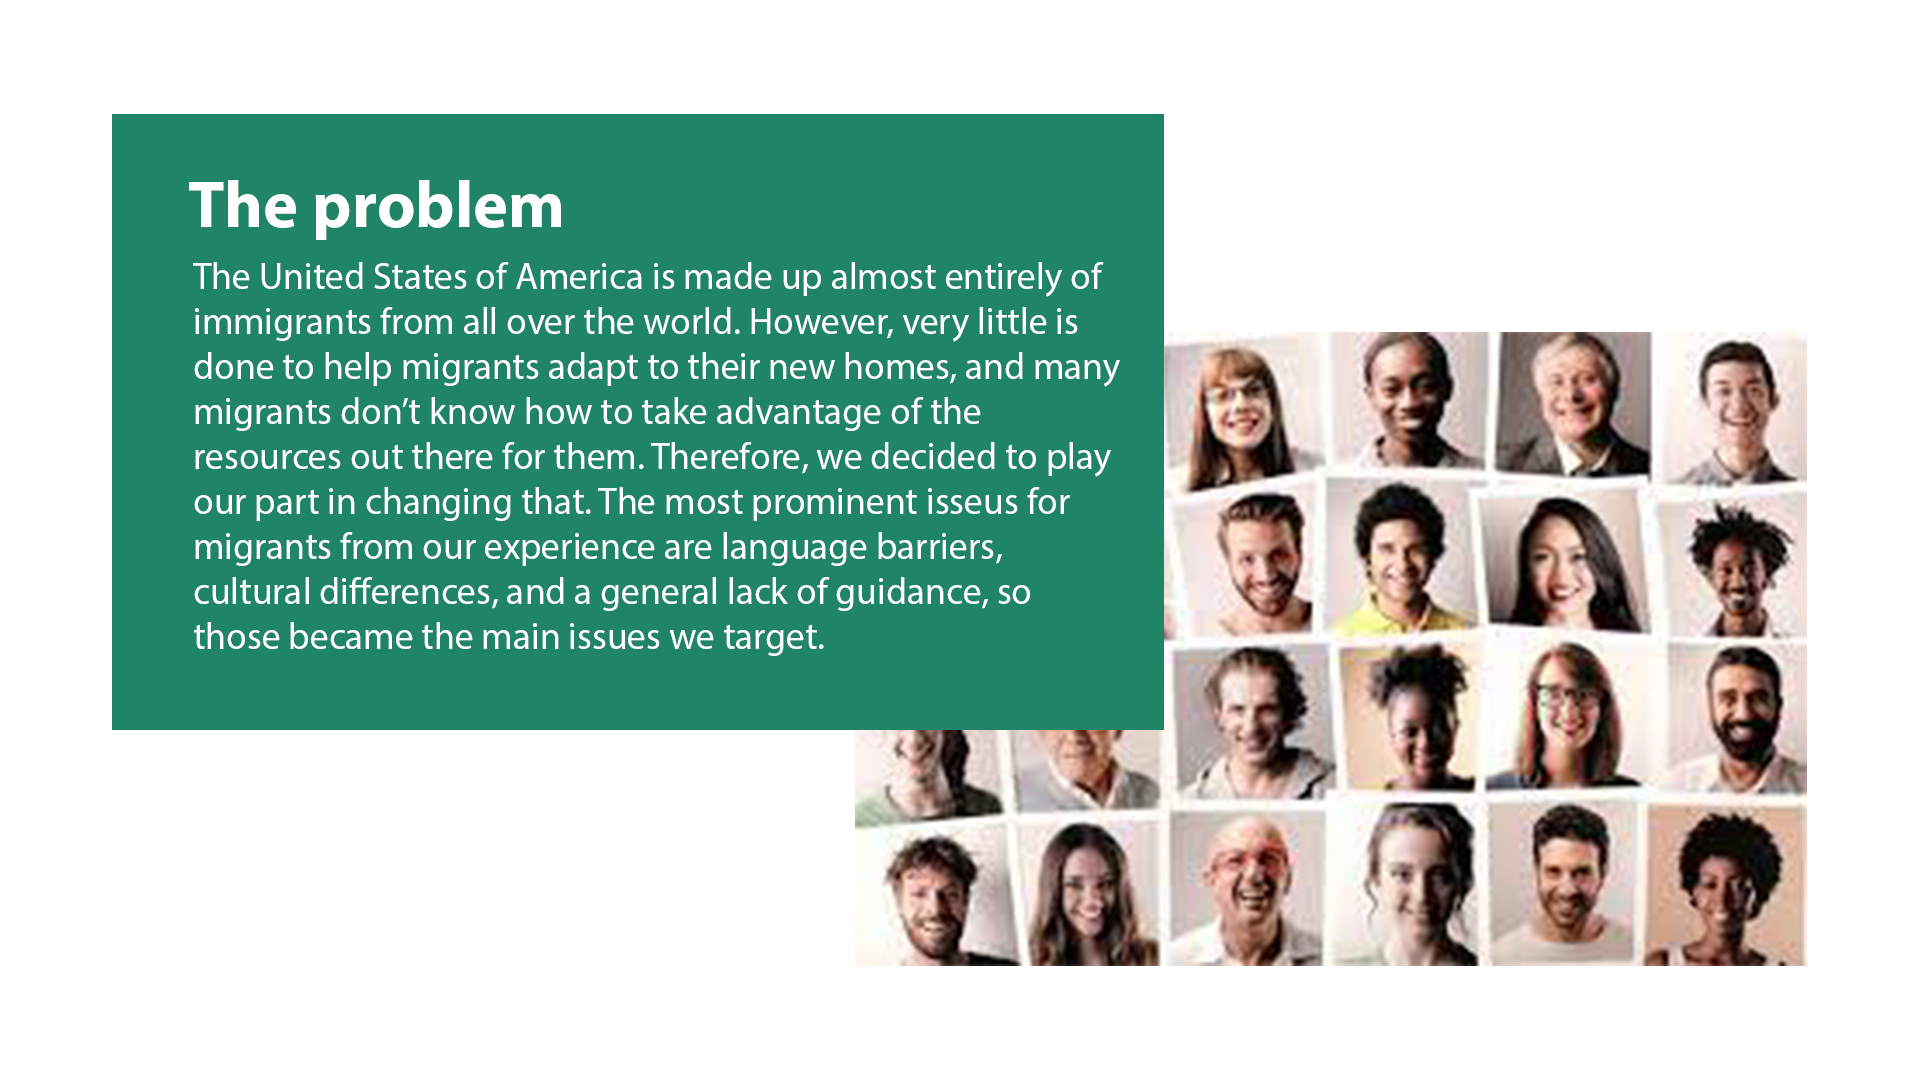 The problem
The United States of America is made up almost entirely of
immigrants from all over the world. However, very little is
done to help migrants adapt to their new homes, and many
migrants don’t know how to take advantage of the
resources out there for them. Therefore, we decided to play
our part in changing that. The most prominent isseus for
migrants from our experience are language barriers,
cultural differences, and a general lack of guidance, so
those became the main issues we target.